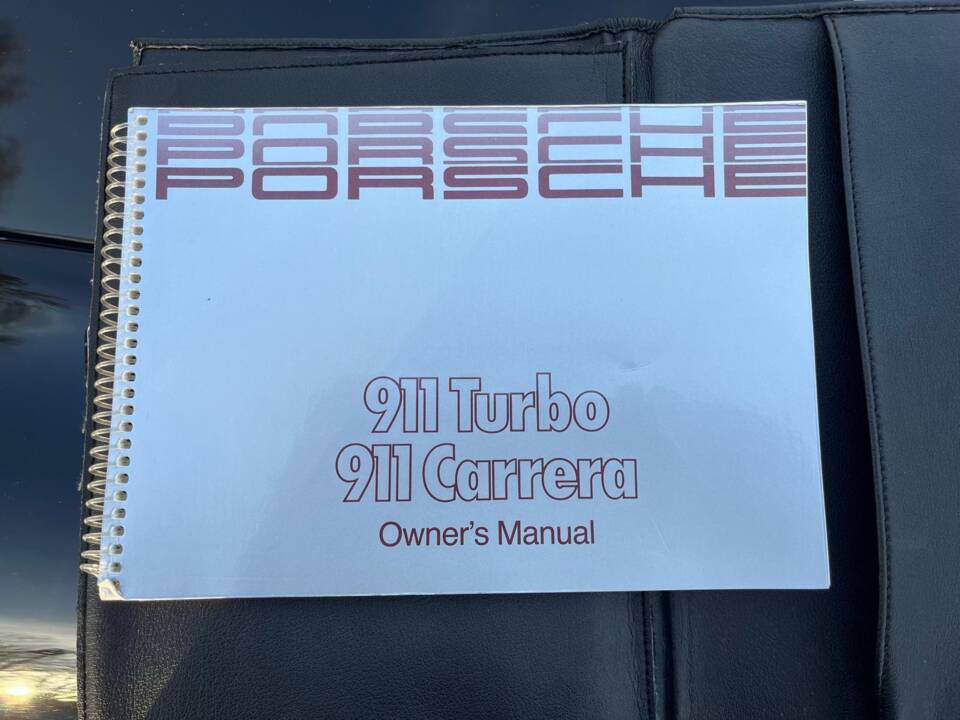 PORSCHE
PORSCHE
PORSCHE
911 Turbo
911 Carrera
Owner's Manual